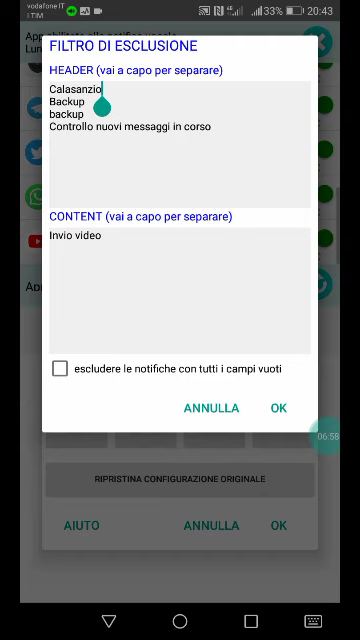 vodafone IT
I TIM
4G
33%
20:43
FILTRO DI ESCLUSIONE
HEADER (vai a capo per separare)
Calasanzio
Backup
backup
Controllo nuovi messaggi in corso
CONTENT (vai a capo per separare)
Invio video
escludere le notifiche con tutti i campi vuoti
ANNULLA OK
06:58
RIPRISTINA CONFIGURAZIONE ORIGINALE
AIUTO ANNULLA OK